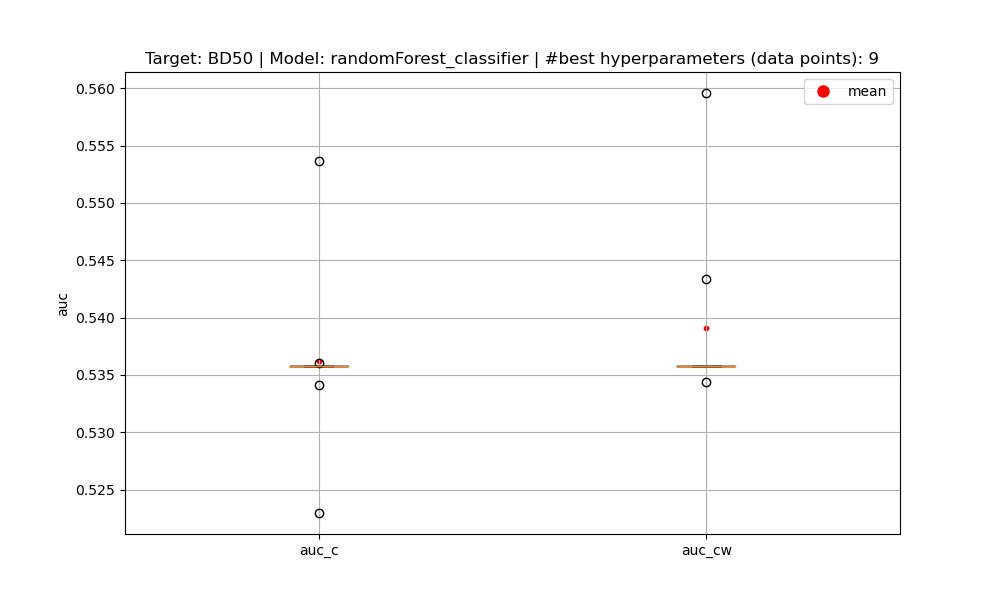 Target: BD50 | Model: randomForest_classifier | #best hyperparameters (data points): 9
mean
0.560
0.555
0.550
0.545
0.540
0.535
0.530
0.525
auc
auc_c
auc_cw